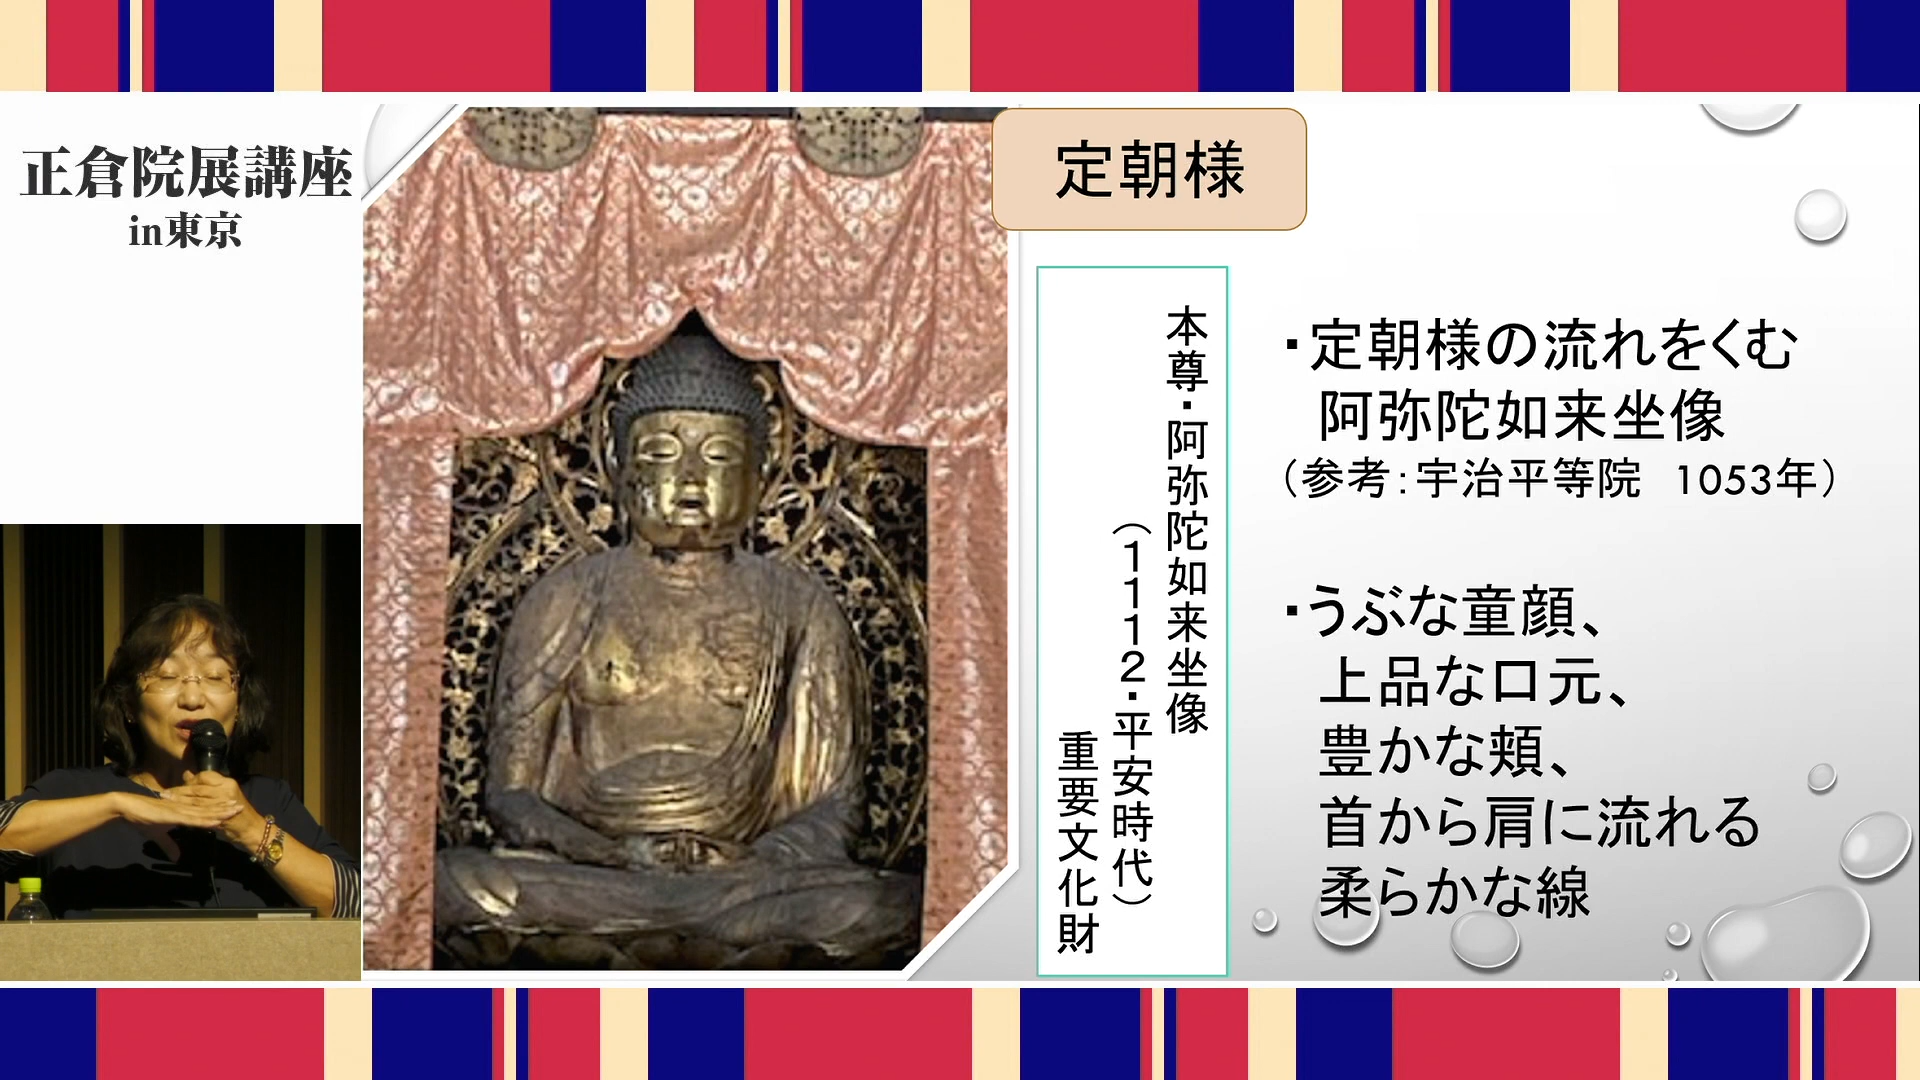 正倉院展講座
in東京
定朝様
本尊・阿弥陀如来坐像
（１１１２・平安時代）
重要文化財
・定朝様の流れをくむ
阿弥陀如来坐像
（参考：宇治平等院　1053年）
・うぶな童顔、
上品な口元、
豊かな頬、
首から肩に流れる
柔らかな線